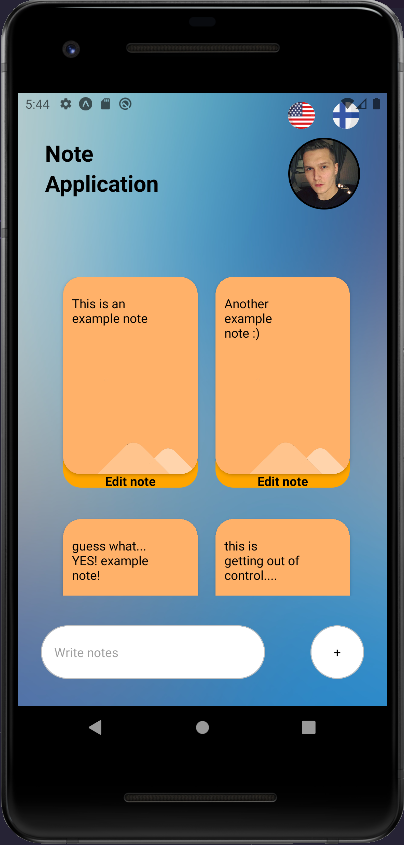 5:44
Note
Application
This is an
example note
Another
example
note :)
Edit note
Edit note
guess what...
YES! example
note!
this is
getting out of
control....
Write notes
+